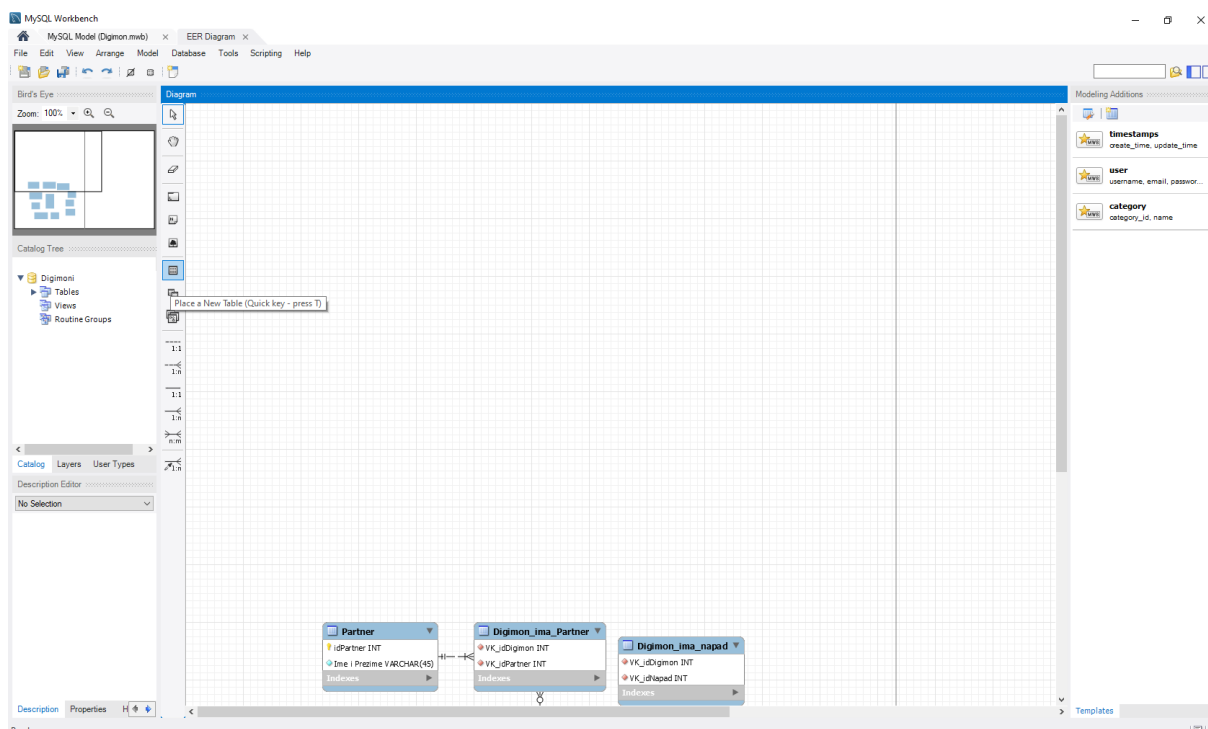 MySQL Workbench
MySQL Model (Digimon.mwb) ×
EER Diagram ×
File Edit View Arrange Model Database Tools Scripting Help
Bird's Eye
Zoom: 100%
Diagram
Modeling Additions
timestamps
create_time, update_time
user
username, email, passwor...
category
category_id, name
Catalog Tree
Digimoni
Tables
Views
Routine Groups
Place a New Table (Quick key - press T)
1:1
1:n
1:1
1:n
n:m
1:n
Catalog Layers User Types
Description Editor
No Selection
Partner
idPartner INT
Ime i Prezime VARCHAR(45)
Indexes
Digimon_ima_Partner
VK_idDigimon INT
VK_idPartner INT
Indexes
Digimon_ima_napad
VK_idDigimon INT
VK_idNapad INT
Indexes
Description Properties H
Templates